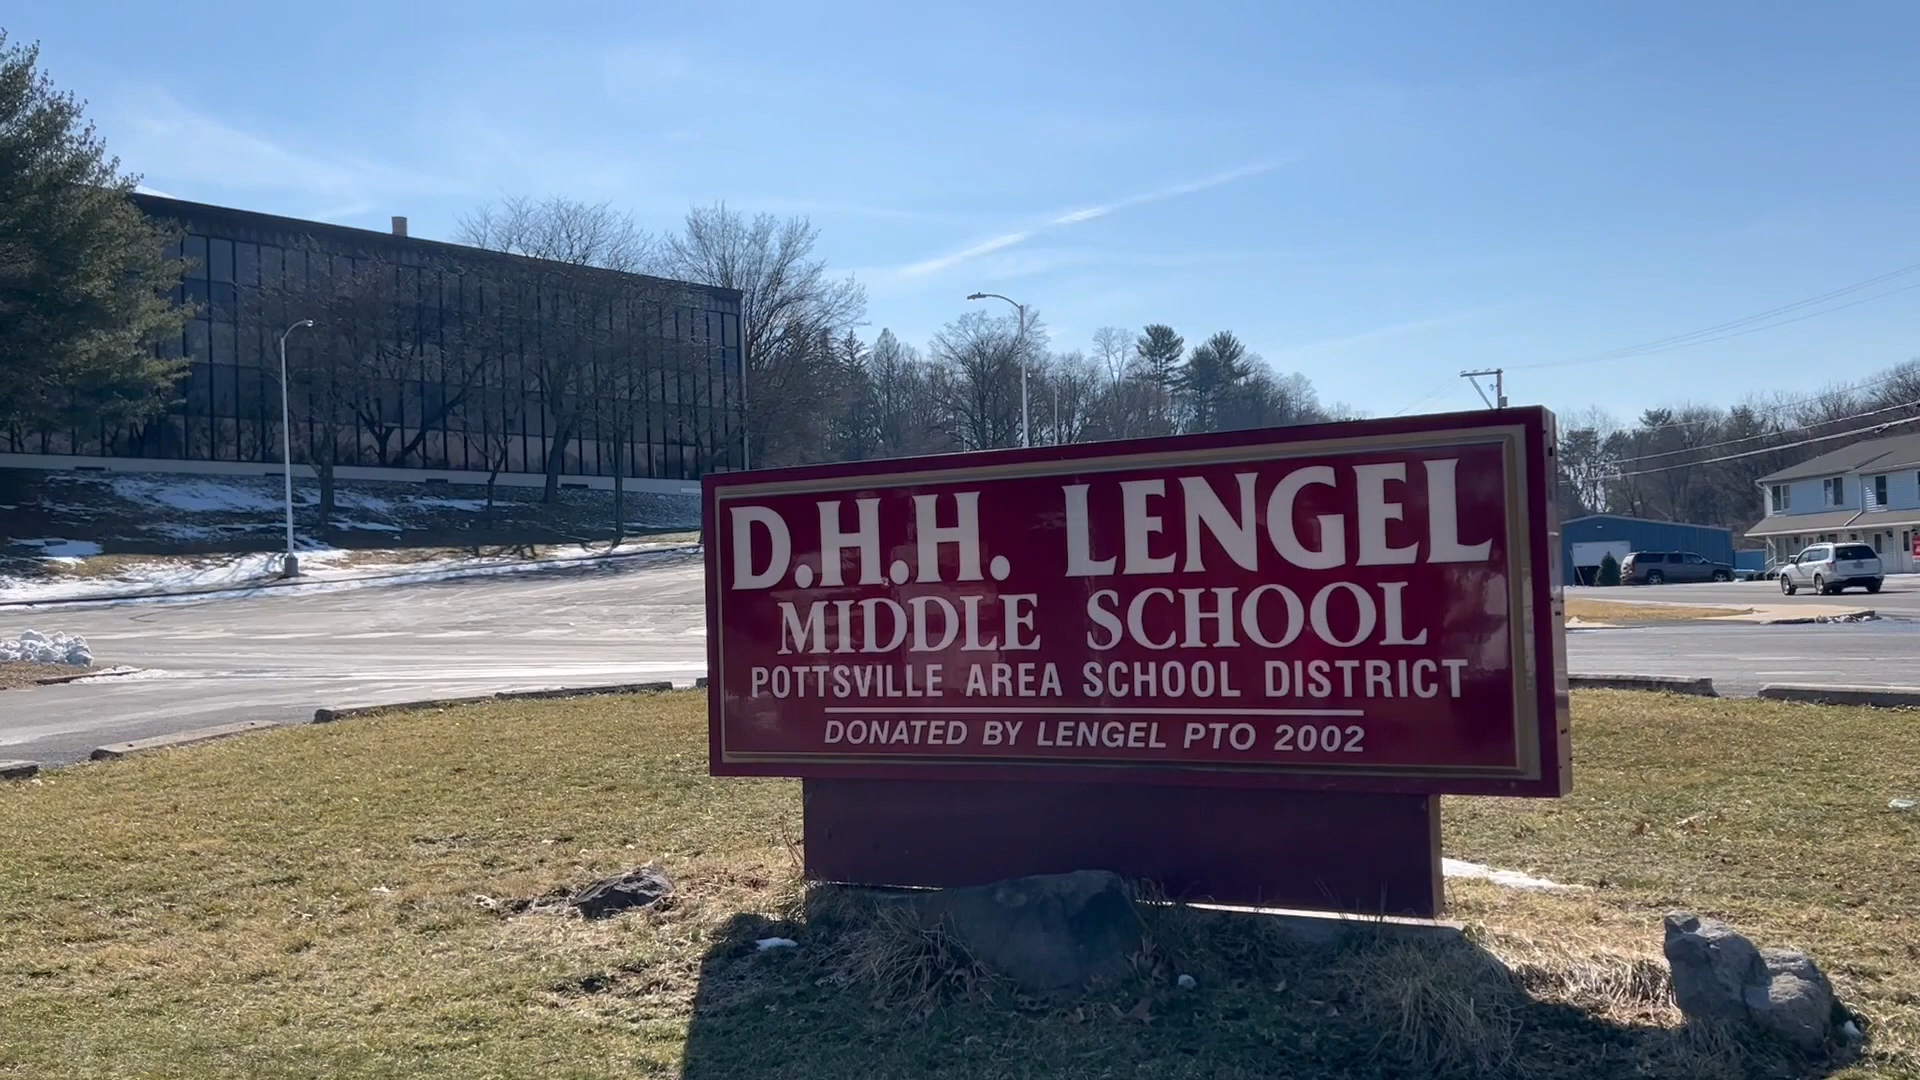 D.H.H. LENGEL
MIDDLE SCHOOL
POTTSVILLE AREA SCHOOL DISTRICT
DONATED BY LENGEL PTO 2002